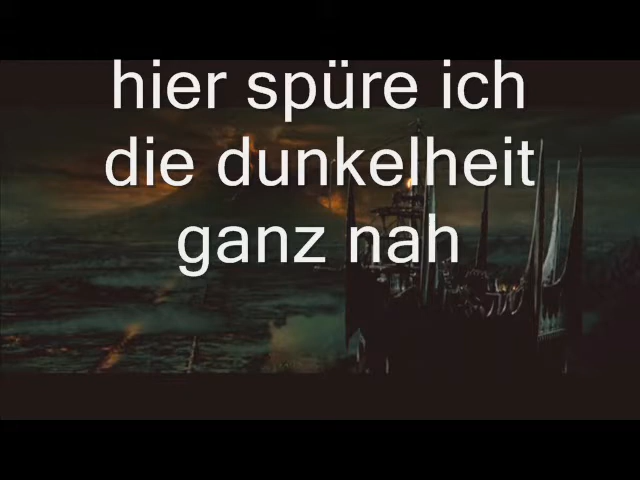 hier spüre ich
die dunkelheit
ganz nah